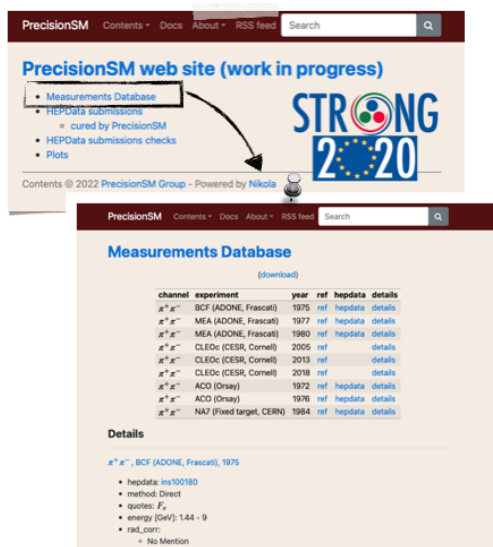 PrecisionSM Contents Docs About RSS feed Search
PrecisionSM web site (work in progress)
Measurements Database
HEPData submissions
cured by PrecisionSM
HEPData submissions checks
Plots
STRONG
2020
Contents © 2022 PrecisionSM Group - Powered by Nikola
PrecisionSM Contents Docs About RSS feed Search
Measurements Database
(download)
channel experiment year ref hepdata details
π⁺π⁻ BCF (ADONE, Frascati) 1975 ref hepdata details
π⁺π⁻ MEA (ADONE, Frascati) 1977 ref hepdata details
π⁺π⁻ MEA (ADONE, Frascati) 1980 ref hepdata details
π⁺π⁻ CLEOc (CESR, Cornell) 2005 ref details
π⁺π⁻ CLEOc (CESR, Cornell) 2013 ref details
π⁺π⁻ CLEOc (CESR, Cornell) 2018 ref details
π⁺π⁻ ACO (Orsay) 1972 ref hepdata details
π⁺π⁻ ACO (Orsay) 1976 ref hepdata details
π⁺π⁻ NA7 (Fixed target, CERN) 1984 ref hepdata details
Details
π⁺π⁻, BCF (ADONE, Frascati), 1975
hepdata: ins100180
method: Direct
quotes: Fπ
energy [GeV]: 1.44 - 9
rad_corr:
No Mention